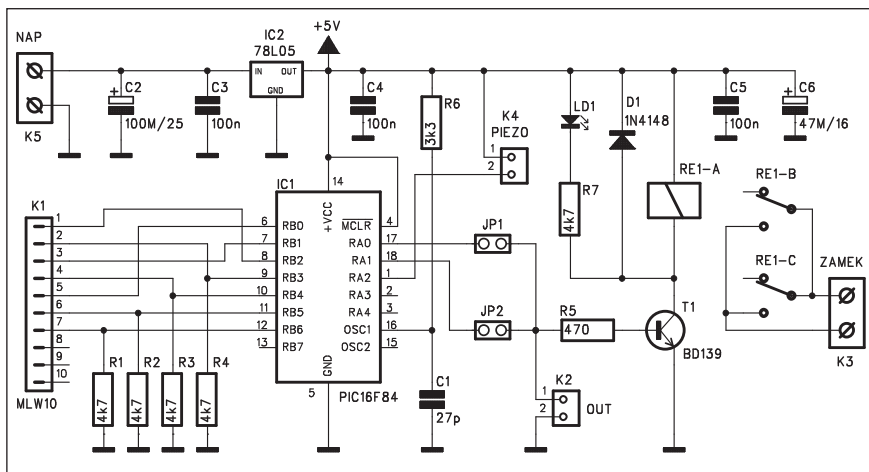 NAP
K5
C2
100M/25
C3
100n
IC2
78L05
IN OUT
GND
+5V
C4
100n
R6
3k3
K4
PIEZO
1
2
LD1
D1
1N4148
R7
4k7
RE1-A
C5
100n
C6
47M/16
RE1-B
RE1-C
ZAMEK
K3
K1
1
2
3
4
5
6
7
8
9
10
MLW10
R1
4k7
R2
4k7
R3
4k7
R4
4k7
IC1
14
+VCC
6 RB0
7 RB1
8 RB2
9 RB3
10 RB4
11 RB5
12 RB6
13 RB7
MCLR 4
RA0 17
RA1 18
RA2 1
RA3 2
RA4 3
OSC1 16
OSC2 15
GND
5
PIC16F84
C1
27p
JP1
JP2
R5
470
K2
1
2
OUT
T1
BD139